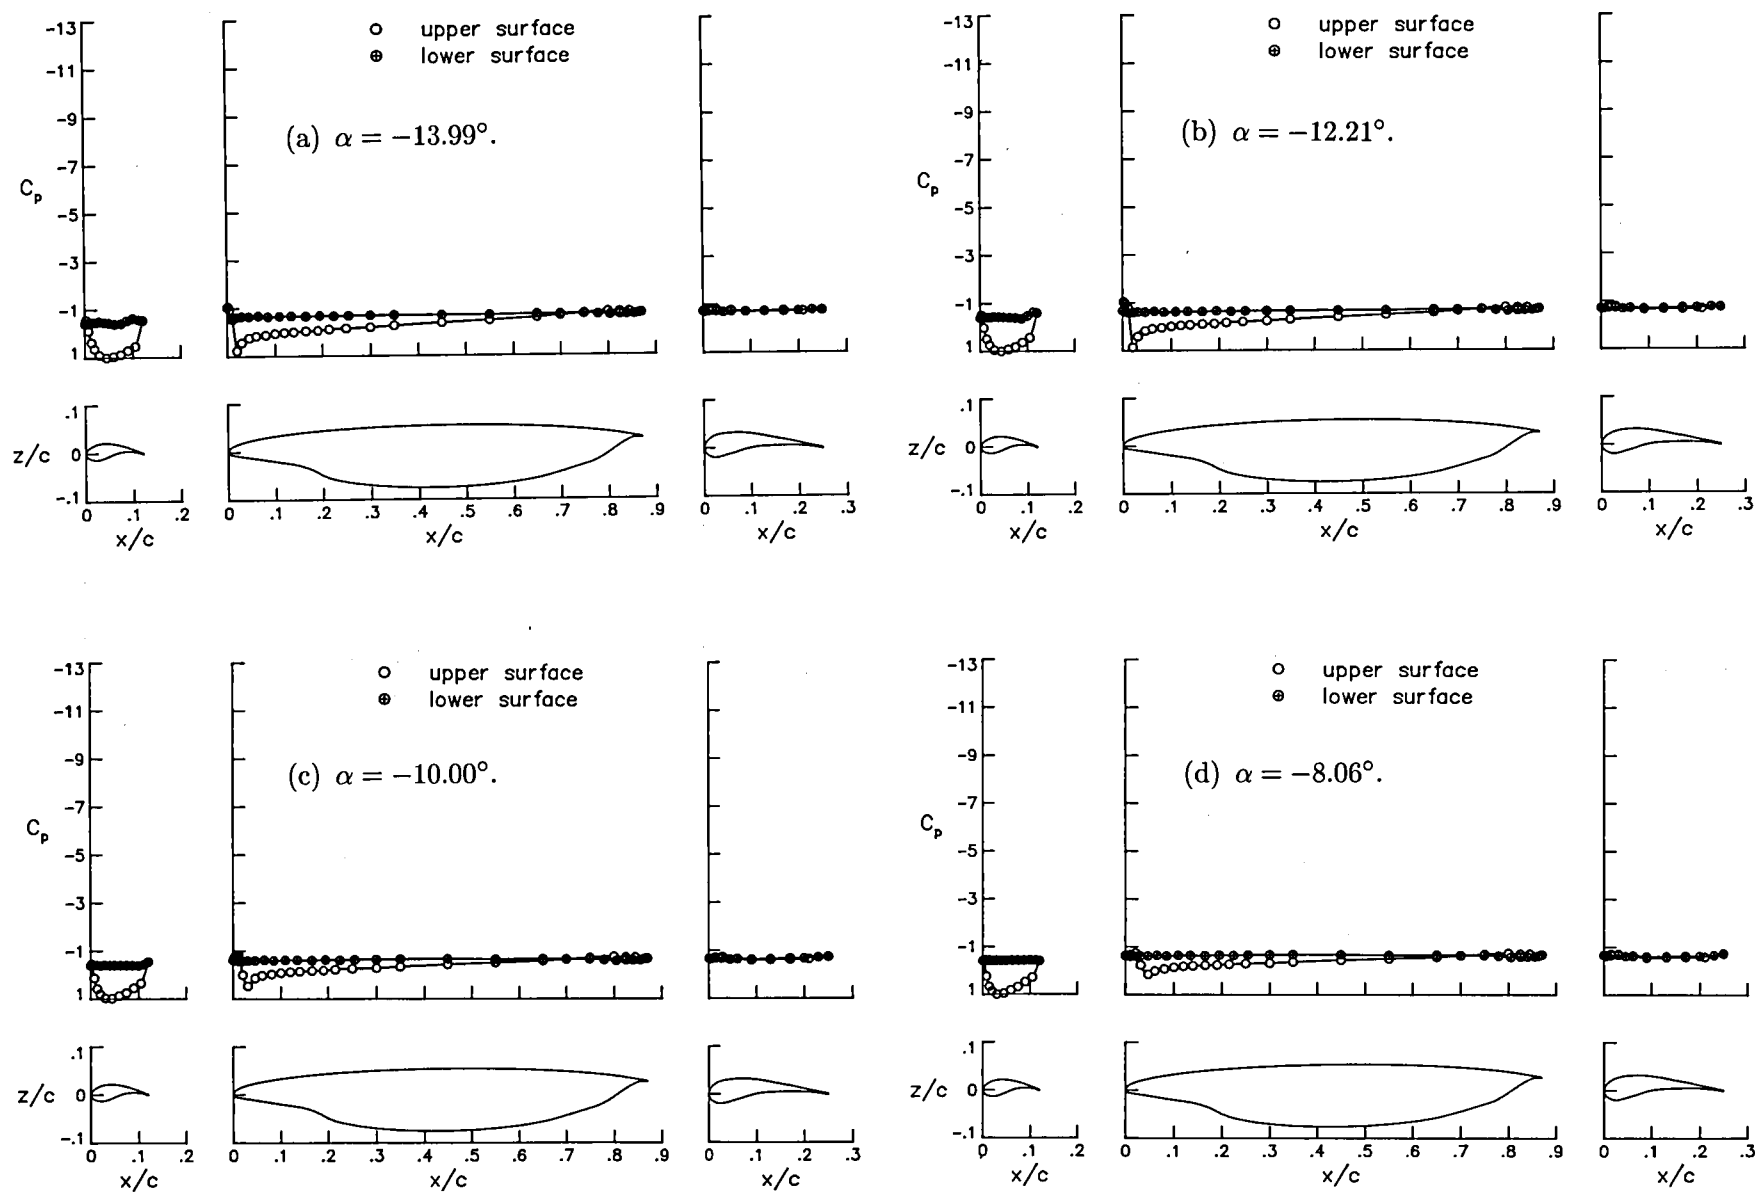 -13
-11
-9
-7
-5
-3
-1
1
Cp
○ upper surface
⊕ lower surface
(a) α = −13.99°.
.1
0
-.1
z/c
0 .2
x/c
0 .1 .2 .3 .4 .5 .6 .7 .8 .9
x/c
0 .1 .2 .3
x/c
-13
-11
-9
-7
-5
-3
-1
1
Cp
○ upper surface
⊕ lower surface
(b) α = −12.21°.
.1
0
-.1
z/c
0 .1 .2
x/c
0 .1 .2 .3 .4 .5 .6 .7 .8 .9
x/c
0 .1 .2 .3
x/c
-13
-11
-9
-7
-5
-3
-1
1
Cp
○ upper surface
⊕ lower surface
(c) α = −10.00°.
.1
0
-.1
z/c
0 .1 .2
x/c
0 .1 .2 .3 .4 .5 .6 .7 .8 .9
x/c
0 .1 .2 .3
x/c
-13
-11
-9
-7
-5
-3
-1
1
Cp
○ upper surface
⊕ lower surface
(d) α = −8.06°.
.1
0
-.1
z/c
0 .1 .2
x/c
0 .1 .2 .3 .4 .5 .6 .7 .8 .9
x/c
0 .1 .2 .3
x/c